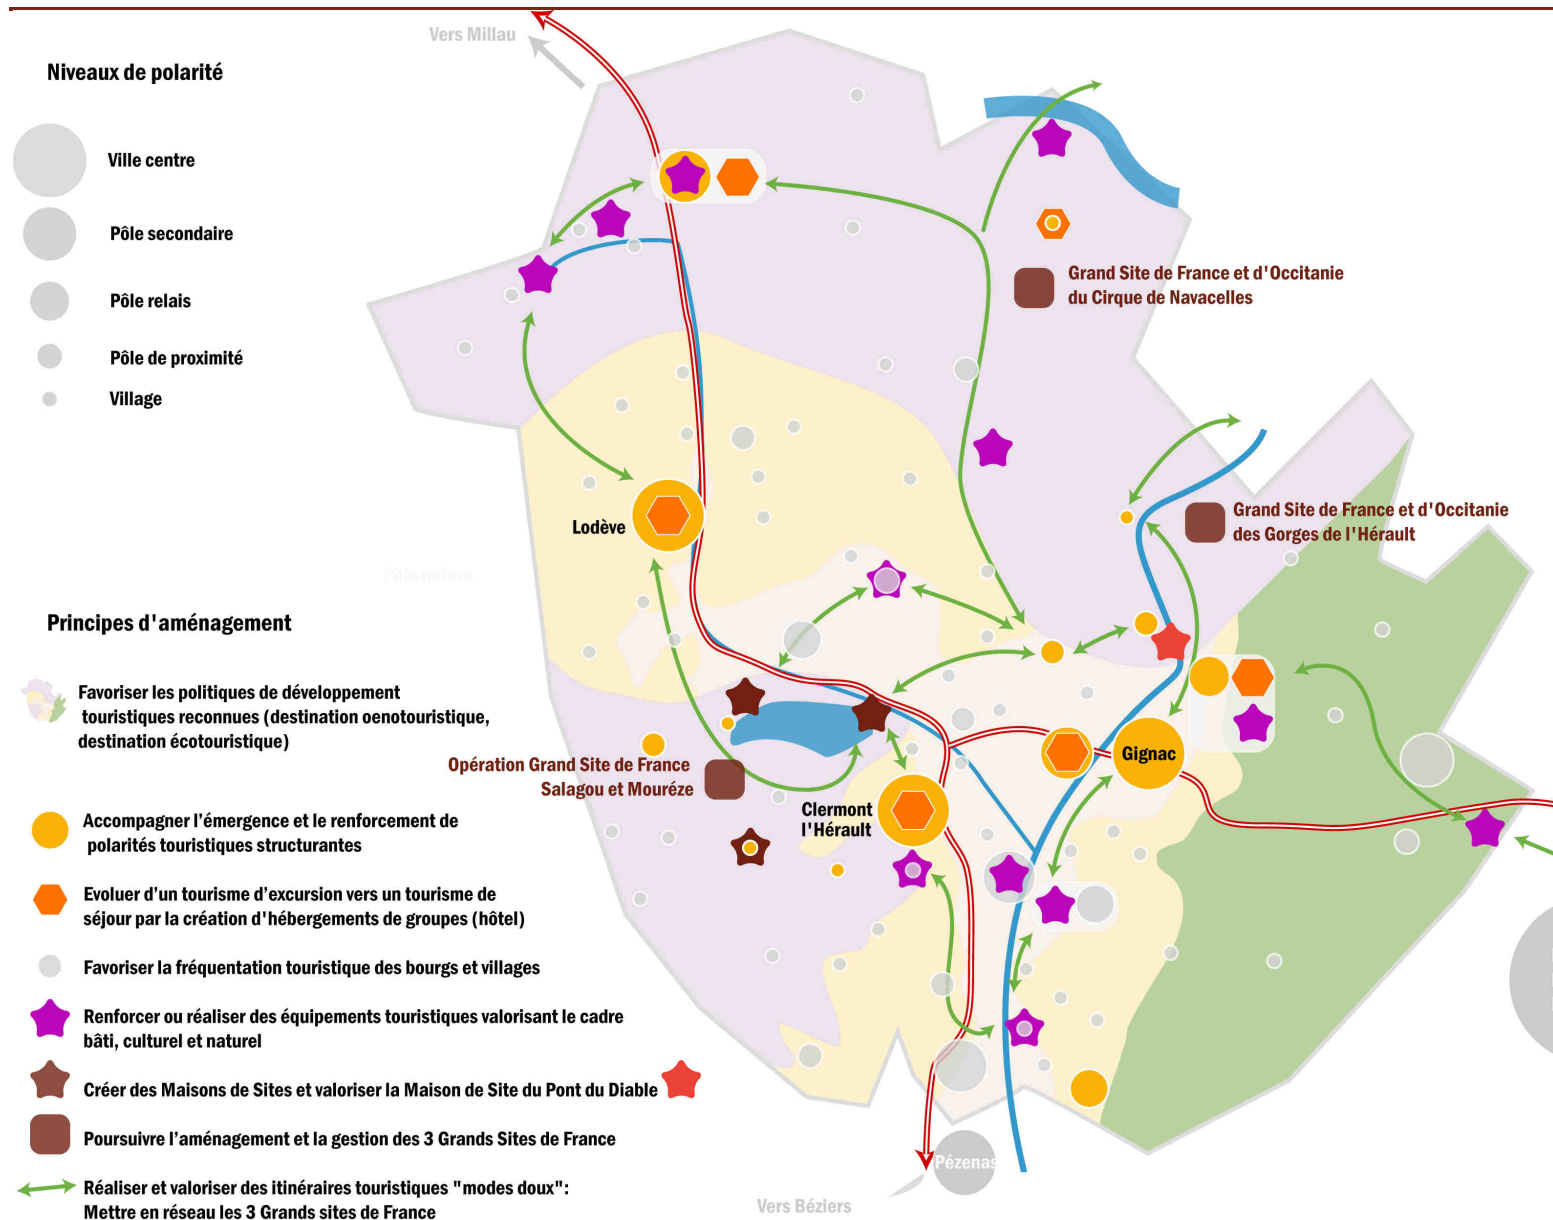 Vers Millau
Niveaux de polarité
Ville centre
Pôle secondaire
Pôle relais
Pôle de proximité
Village
Grand Site de France et d'Occitanie
du Cirque de Navacelles
Grand Site de France et d'Occitanie
des Gorges de l'Hérault
Lodève
Pôle nature
Principes d'aménagement
Favoriser les politiques de développement
touristiques reconnues (destination oenotouristique,
destination écotouristique)
Opération Grand Site de France
Salagou et Mouréze
Gignac
Clermont
l'Hérault
Accompagner l'émergence et le renforcement de
polarités touristiques structurantes
Evoluer d'un tourisme d'excursion vers un tourisme de
séjour par la création d'hébergements de groupes (hôtel)
Favoriser la fréquentation touristique des bourgs et villages
Renforcer ou réaliser des équipements touristiques valorisant le cadre
bâti, culturel et naturel
Créer des Maisons de Sites et valoriser la Maison de Site du Pont du Diable
Poursuivre l'aménagement et la gestion des 3 Grands Sites de France
Réaliser et valoriser des itinéraires touristiques "modes doux":
Mettre en réseau les 3 Grands sites de France
Pézenas
Vers Béziers